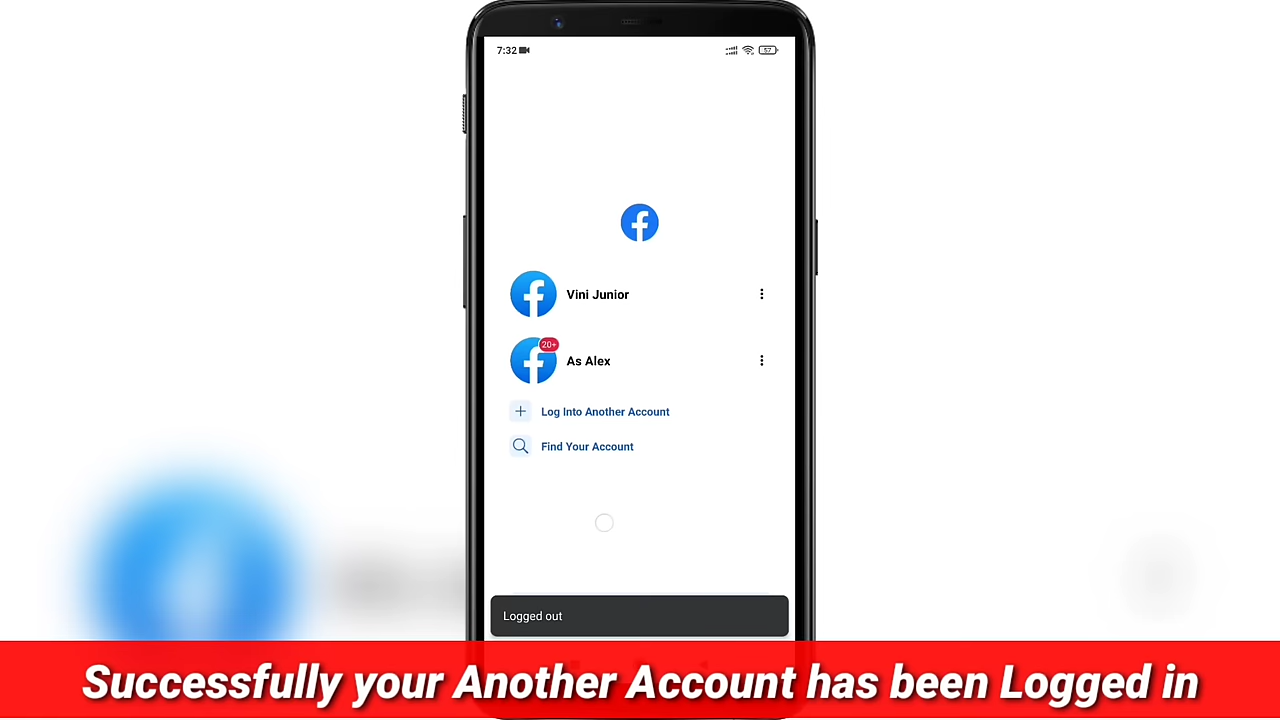 7:32
57
Vini Junior
20+
As Alex
Log Into Another Account
Find Your Account
Logged out
Successfully your Another Account has been Logged in